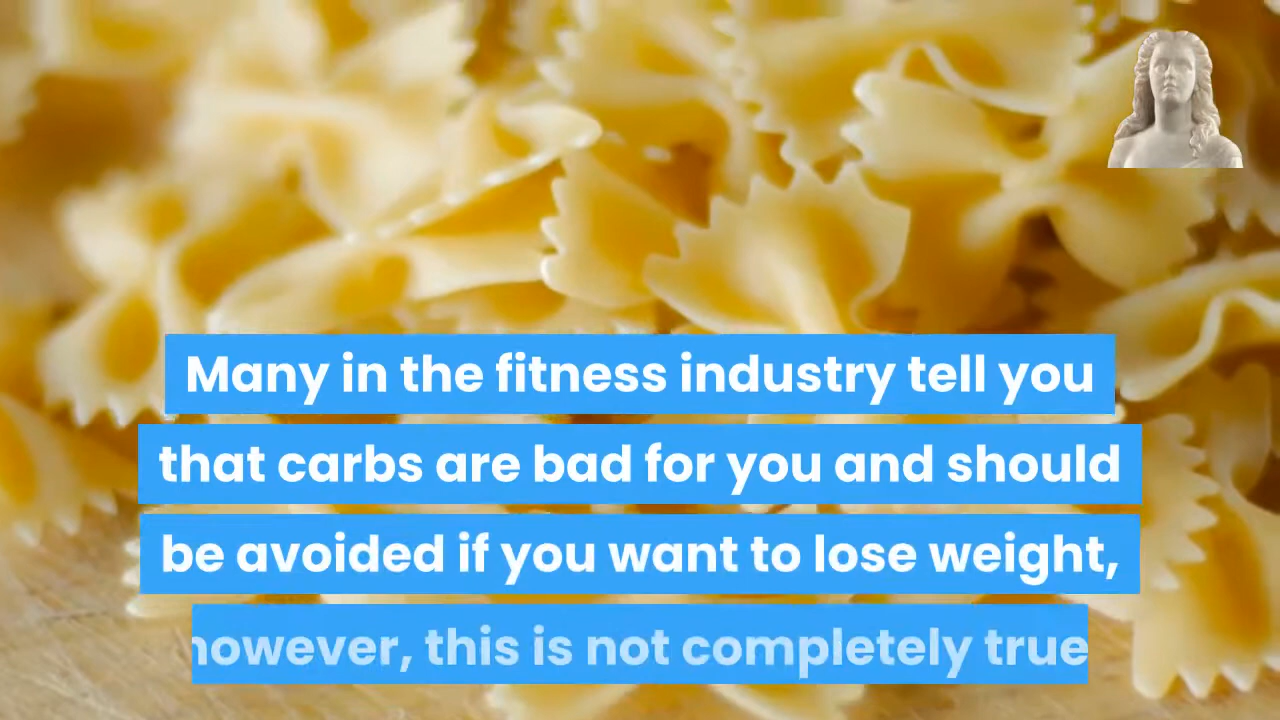 Many in the fitness industry tell you
that carbs are bad for you and should
be avoided if you want to lose weight,
however, this is not completely true